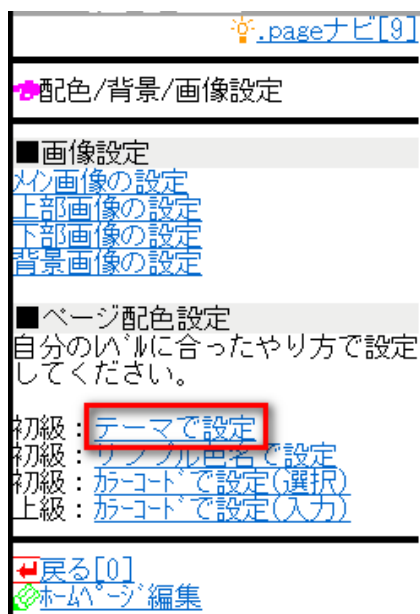 .pageナビ[9]
配色/背景/画像設定
■画像設定
ﾒｲﾝ画像の設定
上部画像の設定
下部画像の設定
背景画像の設定
■ページ配色設定
自分のﾚﾍﾞﾙに合ったやり方で設定
してください。
初級：テーマで設定
初級：サンプル色名で設定
初級：ｶﾗｰｺｰﾄﾞで設定(選択)
上級：ｶﾗｰｺｰﾄﾞで設定(入力)
戻る[0]
ﾎｰﾑﾍﾟｰｼﾞ編集